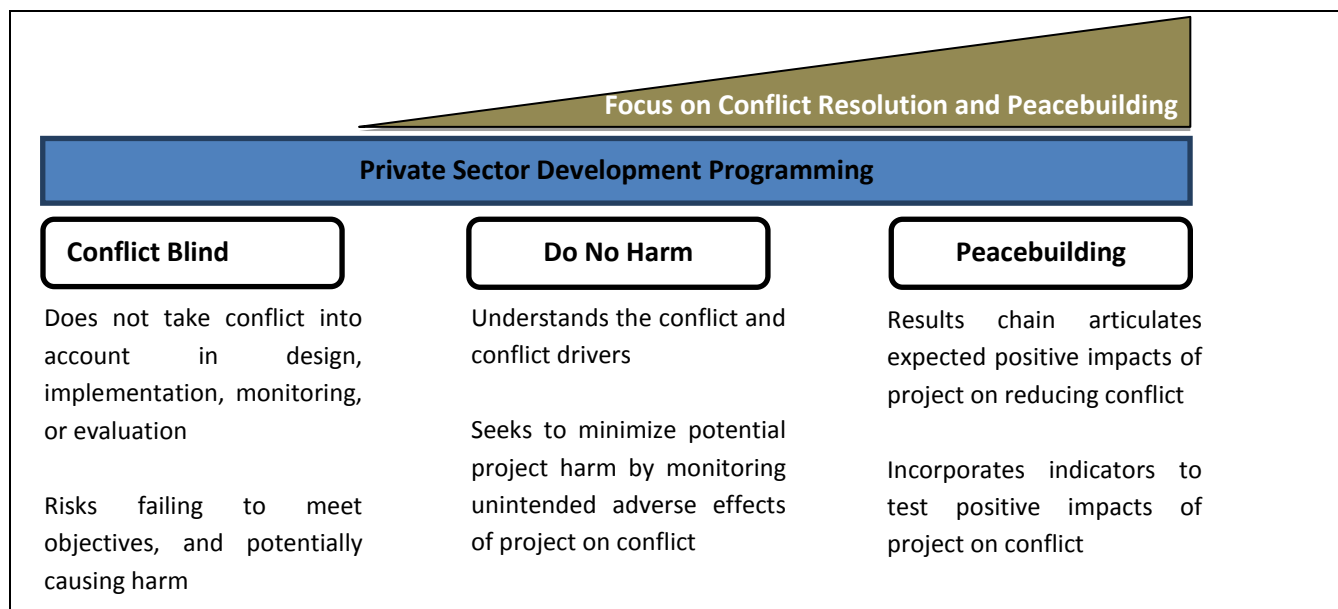 Focus on Conflict Resolution and Peacebuilding
Private Sector Development Programming
Conflict Blind
Does not take conflict into
account in design,
implementation, monitoring,
or evaluation
Risks failing to meet
objectives, and potentially
causing harm
Do No Harm
Understands the conflict and
conflict drivers
Seeks to minimize potential
project harm by monitoring
unintended adverse effects
of project on conflict
Peacebuilding
Results chain articulates
expected positive impacts of
project on reducing conflict
Incorporates indicators to
test positive impacts of
project on conflict